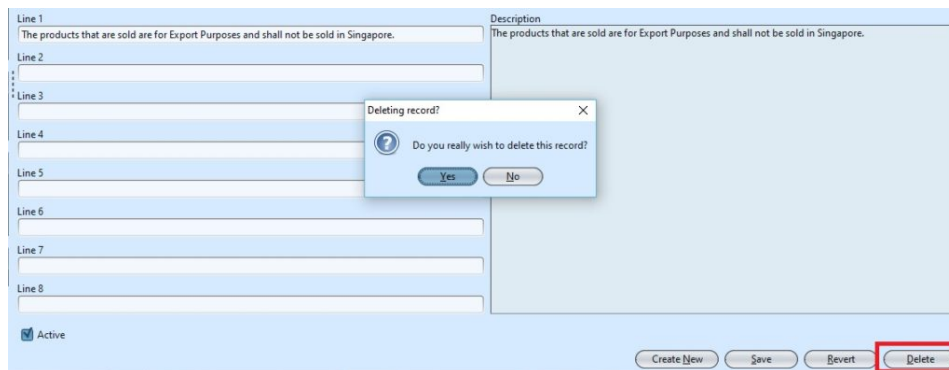 Line 1
The products that are sold are for Export Purposes and shall not be sold in Singapore.
Line 2
Line 3
Line 4
Line 5
Line 6
Line 7
Line 8
Active
Description
The products that are sold are for Export Purposes and shall not be sold in Singapore.
Deleting record?
Do you really wish to delete this record?
Yes No
Create New Save Revert Delete